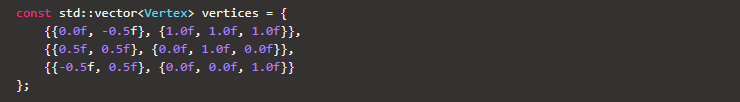 const std::vector<Vertex> vertices = {
    {{0.0f, -0.5f}, {1.0f, 1.0f, 1.0f}},
    {{0.5f, 0.5f}, {0.0f, 1.0f, 0.0f}},
    {{-0.5f, 0.5f}, {0.0f, 0.0f, 1.0f}}
};